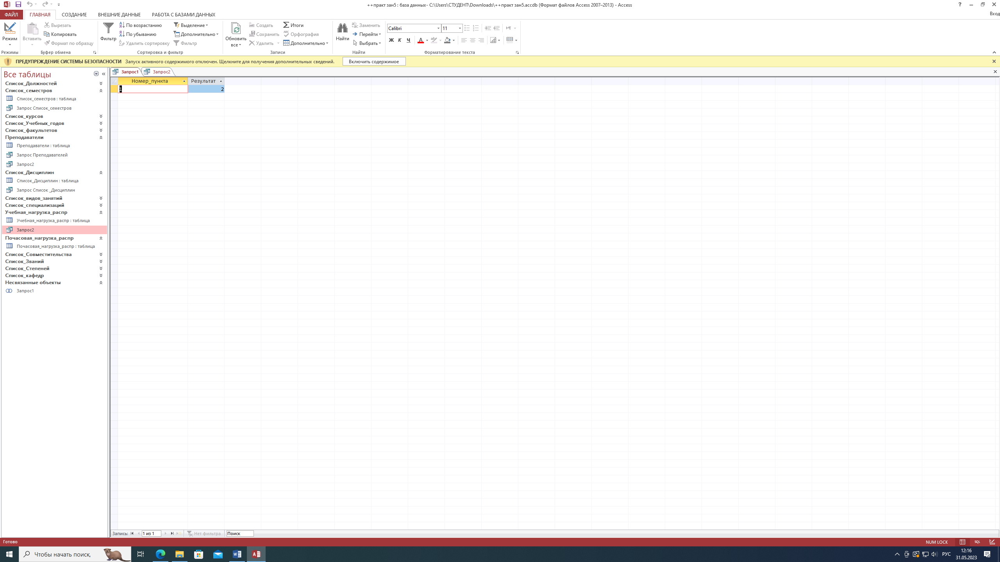 ++практ зан5 : база данных- C:\Users\СТУДЕНТ\Downloads\++практ зан5.accdb (Формат файлов Access 2007–2013) - Access
?
ФАЙЛ ГЛАВНАЯ СОЗДАНИЕ ВНЕШНИЕ ДАННЫЕ РАБОТА С БАЗАМИ ДАННЫХ Вход
Режим
Режимы
Вставить
Вырезать
Копировать
Формат по образцу
Буфер обмена
Фильтр
По возрастанию
По убыванию
Удалить сортировку
Выделение
Дополнительно
Фильтр
Сортировка и фильтр
Обновить
все
Создать
Сохранить
Удалить
Итоги
Орфография
Дополнительно
Записи
Найти
Заменить
Перейти
Выбрать
Найти
Calibri 11
Ж К Ч
Форматирование текста
ПРЕДУПРЕЖДЕНИЕ СИСТЕМЫ БЕЗОПАСНОСТИ Запуск активного содержимого отключен. Щелкните для получения дополнительных сведений. Включить содержимое
Все таблицы
Список_Должностей
Список_семестров
Список_семестров : таблица
Запрос Список_семестров
Список_курсов
Список_Учебных_годов
Список_факультетов
Преподаватели
Преподаватели : таблица
Запрос Преподавателей
Запрос2
Список_Дисциплин
Список_Дисциплин : таблица
Запрос Список _Дисциплин
Список_видов_занятий
Список_специализаций
Учебная_нагрузка_распр
Учебная_нагрузка_распр : таблица
Запрос2
Почасовая_нагрузка_распр
Почасовая_нагрузка_распр : таблица
Список_Совместительства
Список_Званий
Список_Степеней
Список_кафедр
Несвязанные объекты
Запрос1
Запрос1 Запрос2
Номер_пункта Результат
1 2
Запись: 1 из 1 Нет фильтра Поиск
Готово NUM LOCK SQL
Чтобы начать поиск, РУС 12:16
31.05.2023